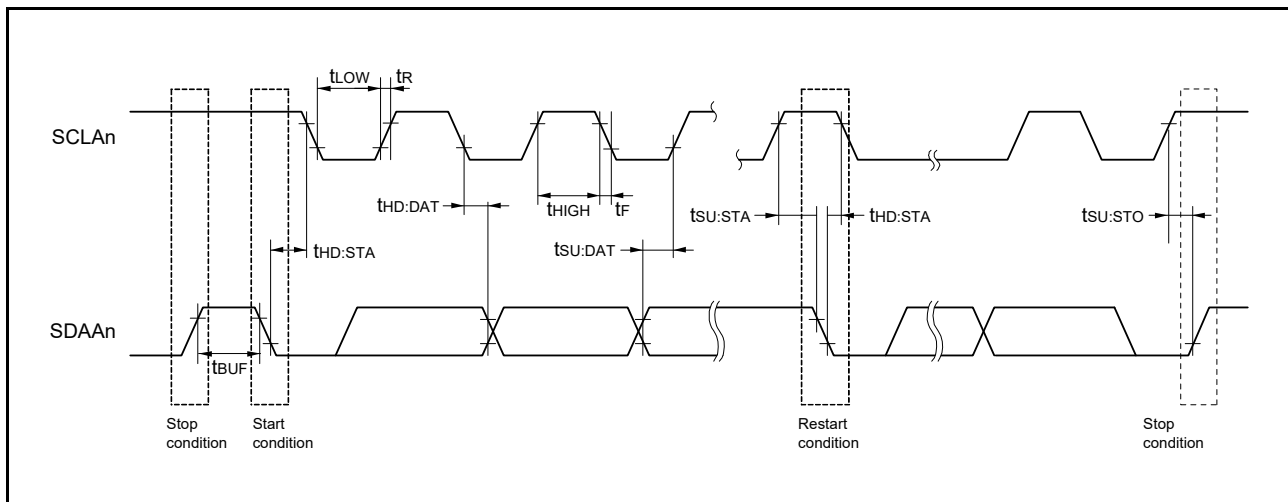 tLOW
tR
SCLAn
tHD:DAT
tHIGH
tF
tSU:STA
tHD:STA
tSU:STO
tHD:STA
tSU:DAT
SDAAn
tBUF
Stop
condition
Start
condition
Restart
condition
Stop
condition